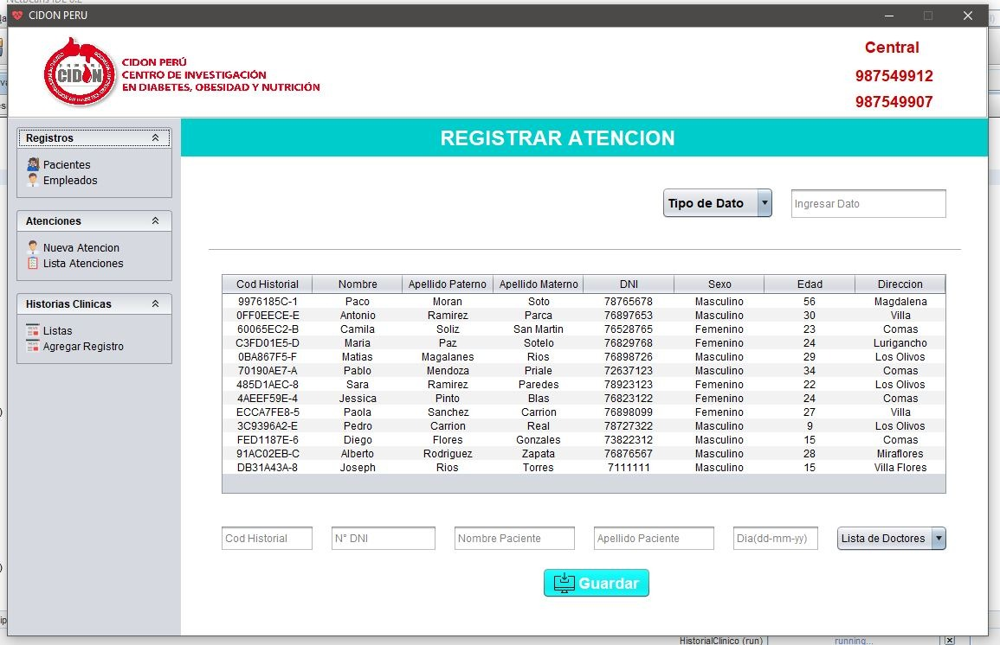 NetBeans IDE 8.2
CIDON PERU
CIDON
CIDON PERÚ
CENTRO DE INVESTIGACIÓN
EN DIABETES, OBESIDAD Y NUTRICIÓN
Central
987549912
987549907
Registros
Pacientes
Empleados
Atenciones
Nueva Atencion
Lista Atenciones
Historias Clinicas
Listas
Agregar Registro
REGISTRAR ATENCION
Tipo de Dato Ingresar Dato
Cod Historial Nombre Apellido Paterno Apellido Materno DNI Sexo Edad Direccion
9976185C-1 Paco Moran Soto 78765678 Masculino 56 Magdalena
0FF0EECE-E Antonio Ramirez Parca 76897653 Masculino 30 Villa
60065EC2-B Camila Soliz San Martin 76528765 Femenino 23 Comas
C3FD01E5-D Maria Paz Sotelo 76829768 Femenino 24 Lurigancho
0BA867F5-F Matias Magalanes Rios 76898726 Masculino 29 Los Olivos
70190AE7-A Pablo Mendoza Priale 72637123 Masculino 34 Comas
485D1AEC-8 Sara Ramirez Paredes 78923123 Femenino 22 Los Olivos
4AEEF59E-4 Jessica Pinto Blas 76823122 Femenino 24 Comas
ECCA7FE8-5 Paola Sanchez Carrion 76898099 Femenino 27 Villa
3C9396A2-E Pedro Carrion Real 78727322 Masculino 9 Los Olivos
FED1187E-6 Diego Flores Gonzales 73822312 Masculino 15 Comas
91AC02EB-C Alberto Rodriguez Zapata 76876567 Masculino 28 Miraflores
DB31A43A-8 Joseph Rios Torres 7111111 Masculino 15 Villa Flores
Cod Historial N° DNI Nombre Paciente Apellido Paciente Dia(dd-mm-yy) Lista de Doctores
Guardar
HistorialClinico (run) running...